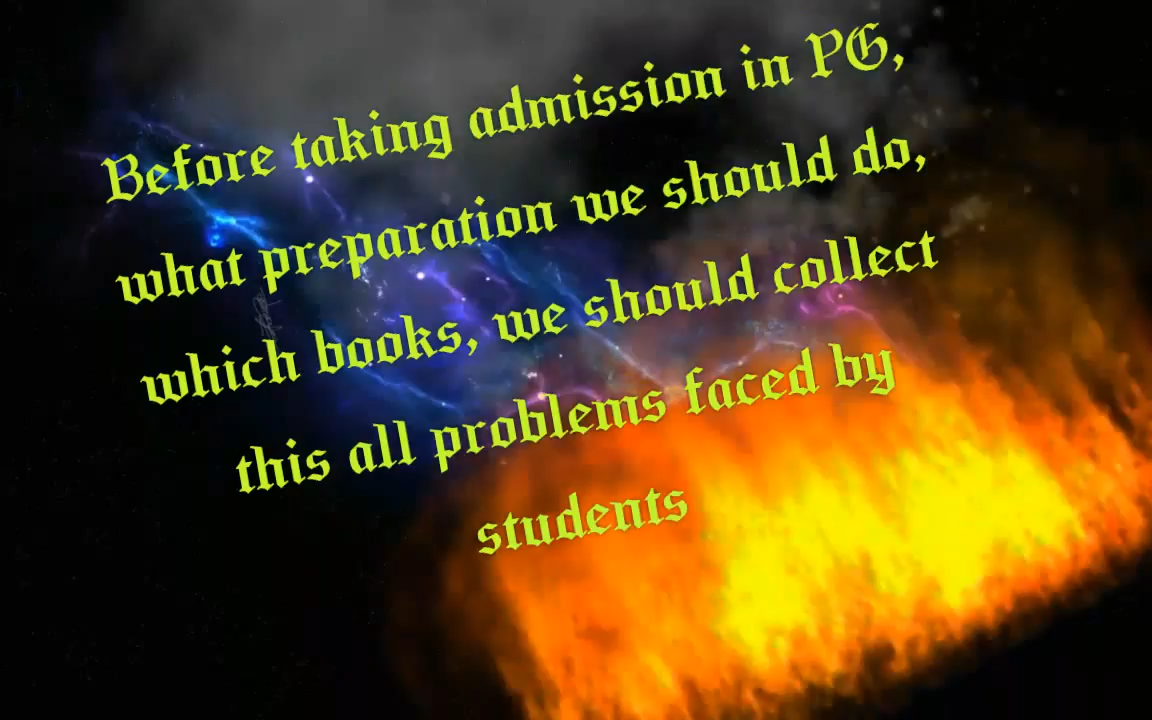 Before taking admission in PG,
what preparation we should do,
which books, we should collect
this all problems faced by
students